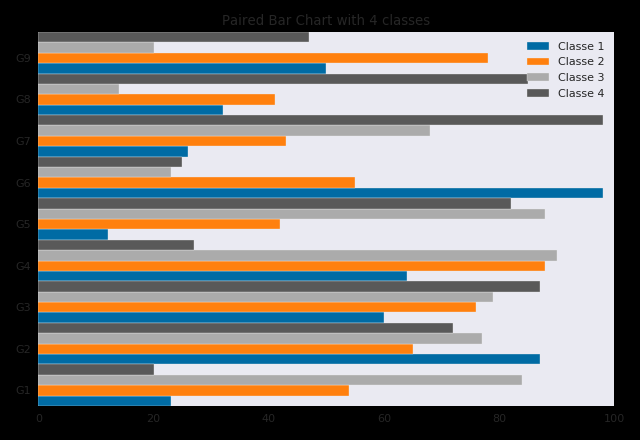 Paired Bar Chart with 4 classes
G9
G8
G7
G6
G5
G4
G3
G2
G1
Classe 1
Classe 2
Classe 3
Classe 4
0 20 40 60 80 100